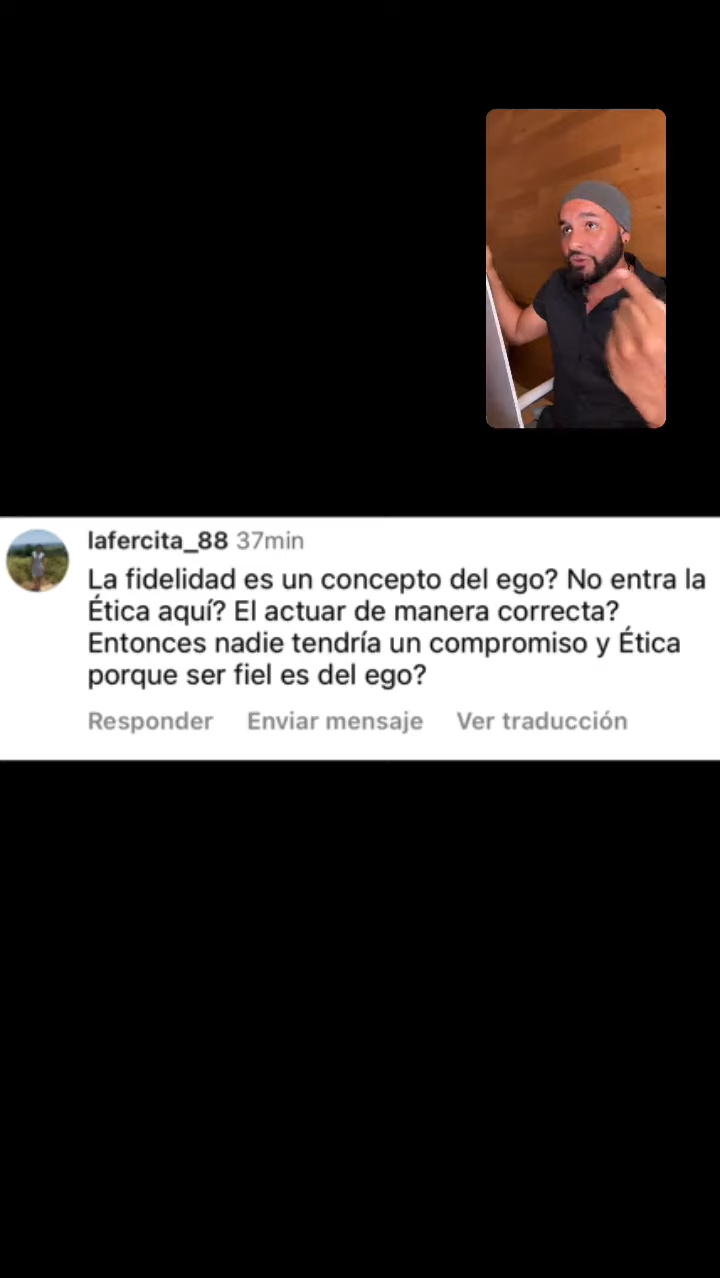 lafercita_88 37min
La fidelidad es un concepto del ego? No entra la
Ética aquí? El actuar de manera correcta?
Entonces nadie tendría un compromiso y Ética
porque ser fiel es del ego?
Responder Enviar mensaje Ver traducción